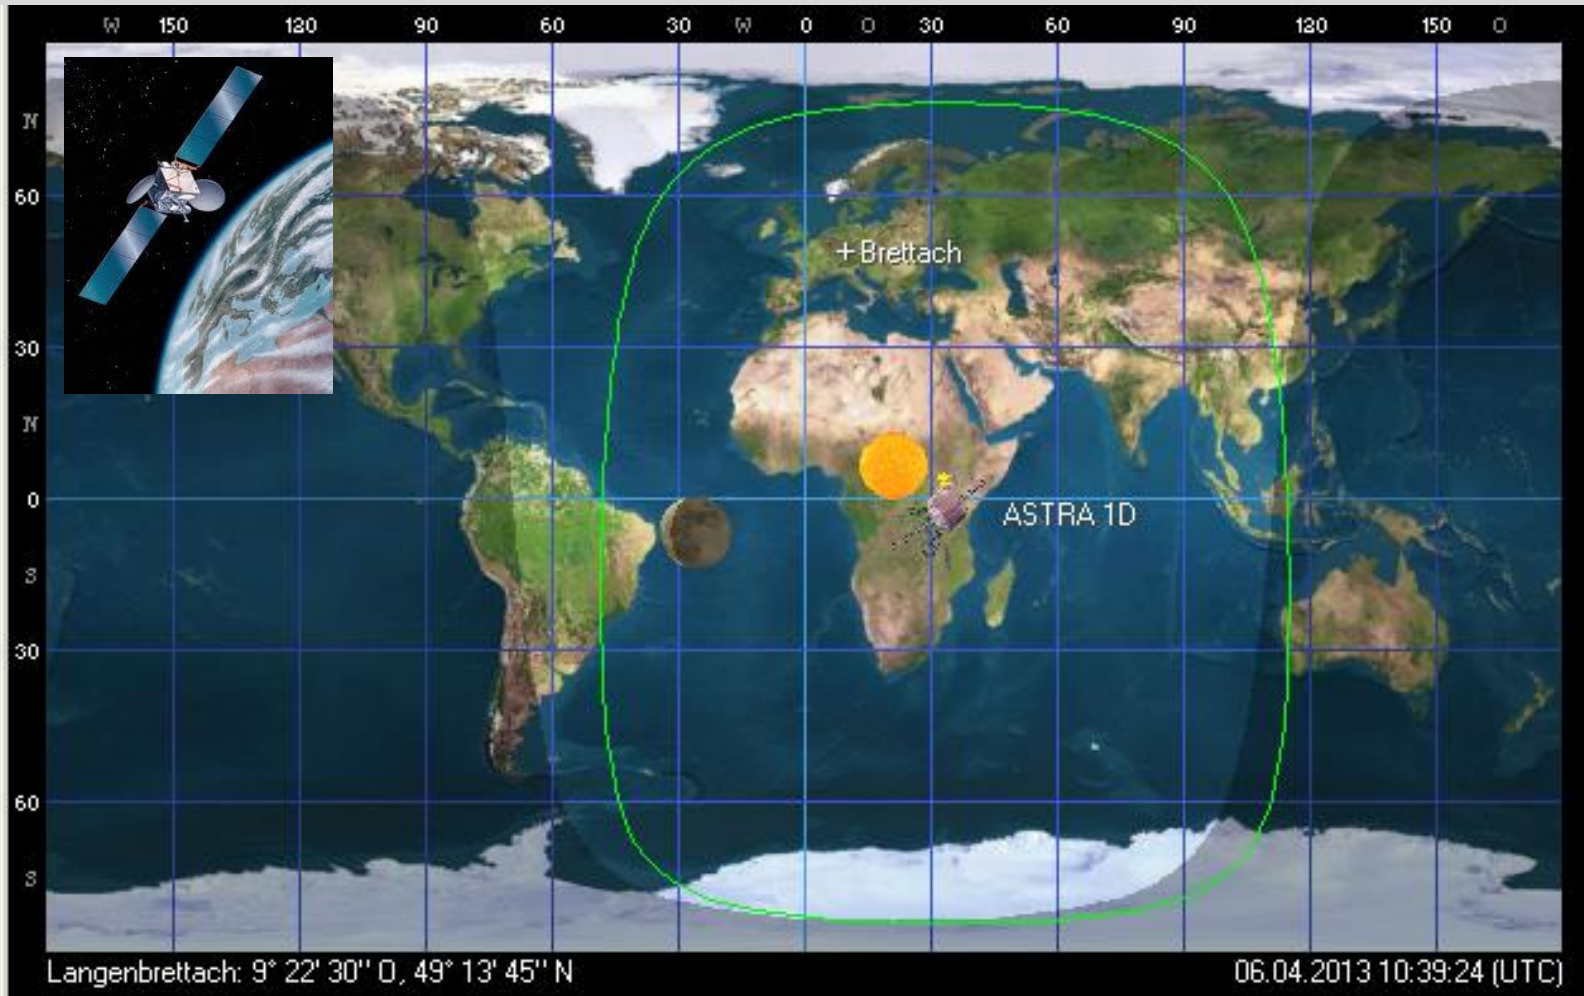 W 150 120 90 60 30 W 0 O 30 60 90 120 150 O
N
60
+Brettach
30
N
0
ASTRA 1D
S
30
60
S
Langenbrettach: 9° 22' 30'' O, 49° 13' 45'' N
06.04.2013 10:39:24 (UTC)